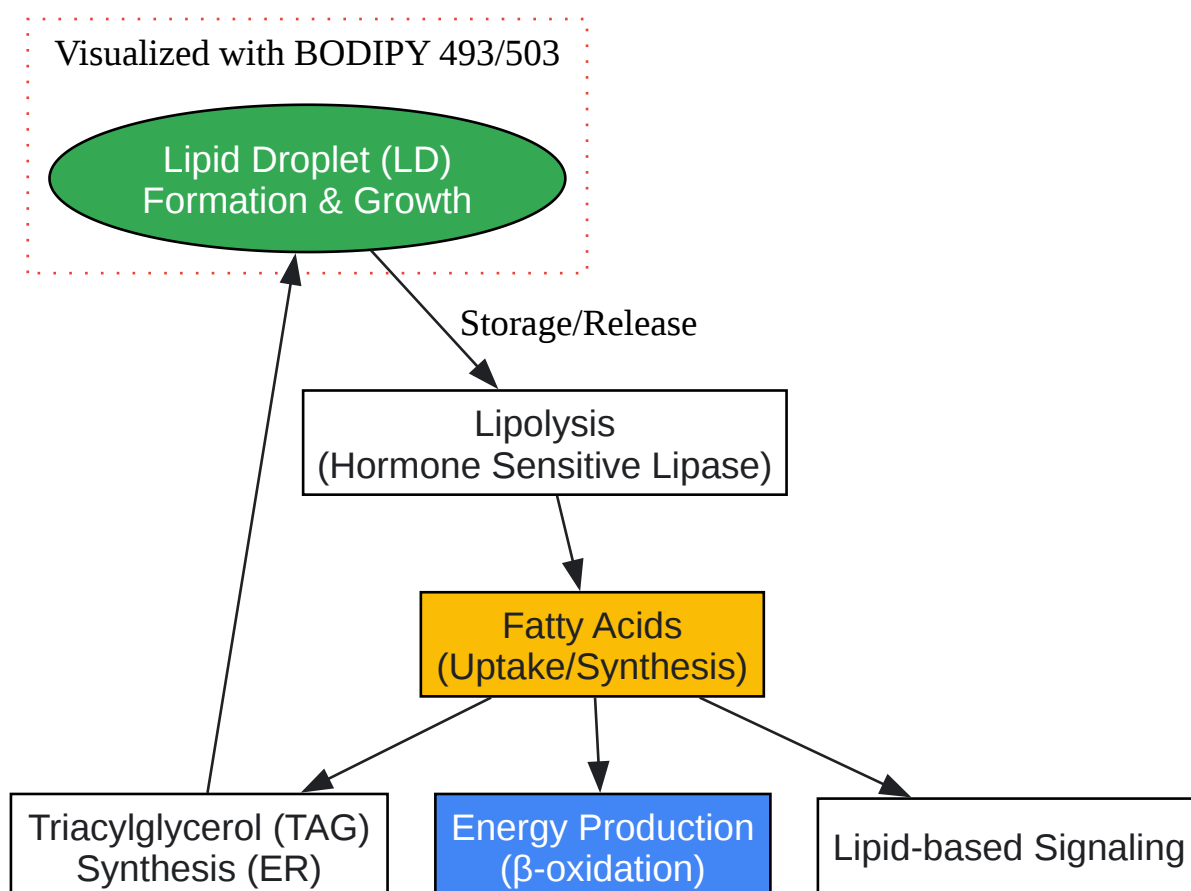 Visualized with BODIPY 493/503
Lipid Droplet (LD)
Formation & Growth
Storage/Release
Lipolysis
(Hormone Sensitive Lipase)
Fatty Acids
(Uptake/Synthesis)
Triacylglycerol (TAG)
Synthesis (ER)
Energy Production
(β-oxidation)
Lipid-based Signaling